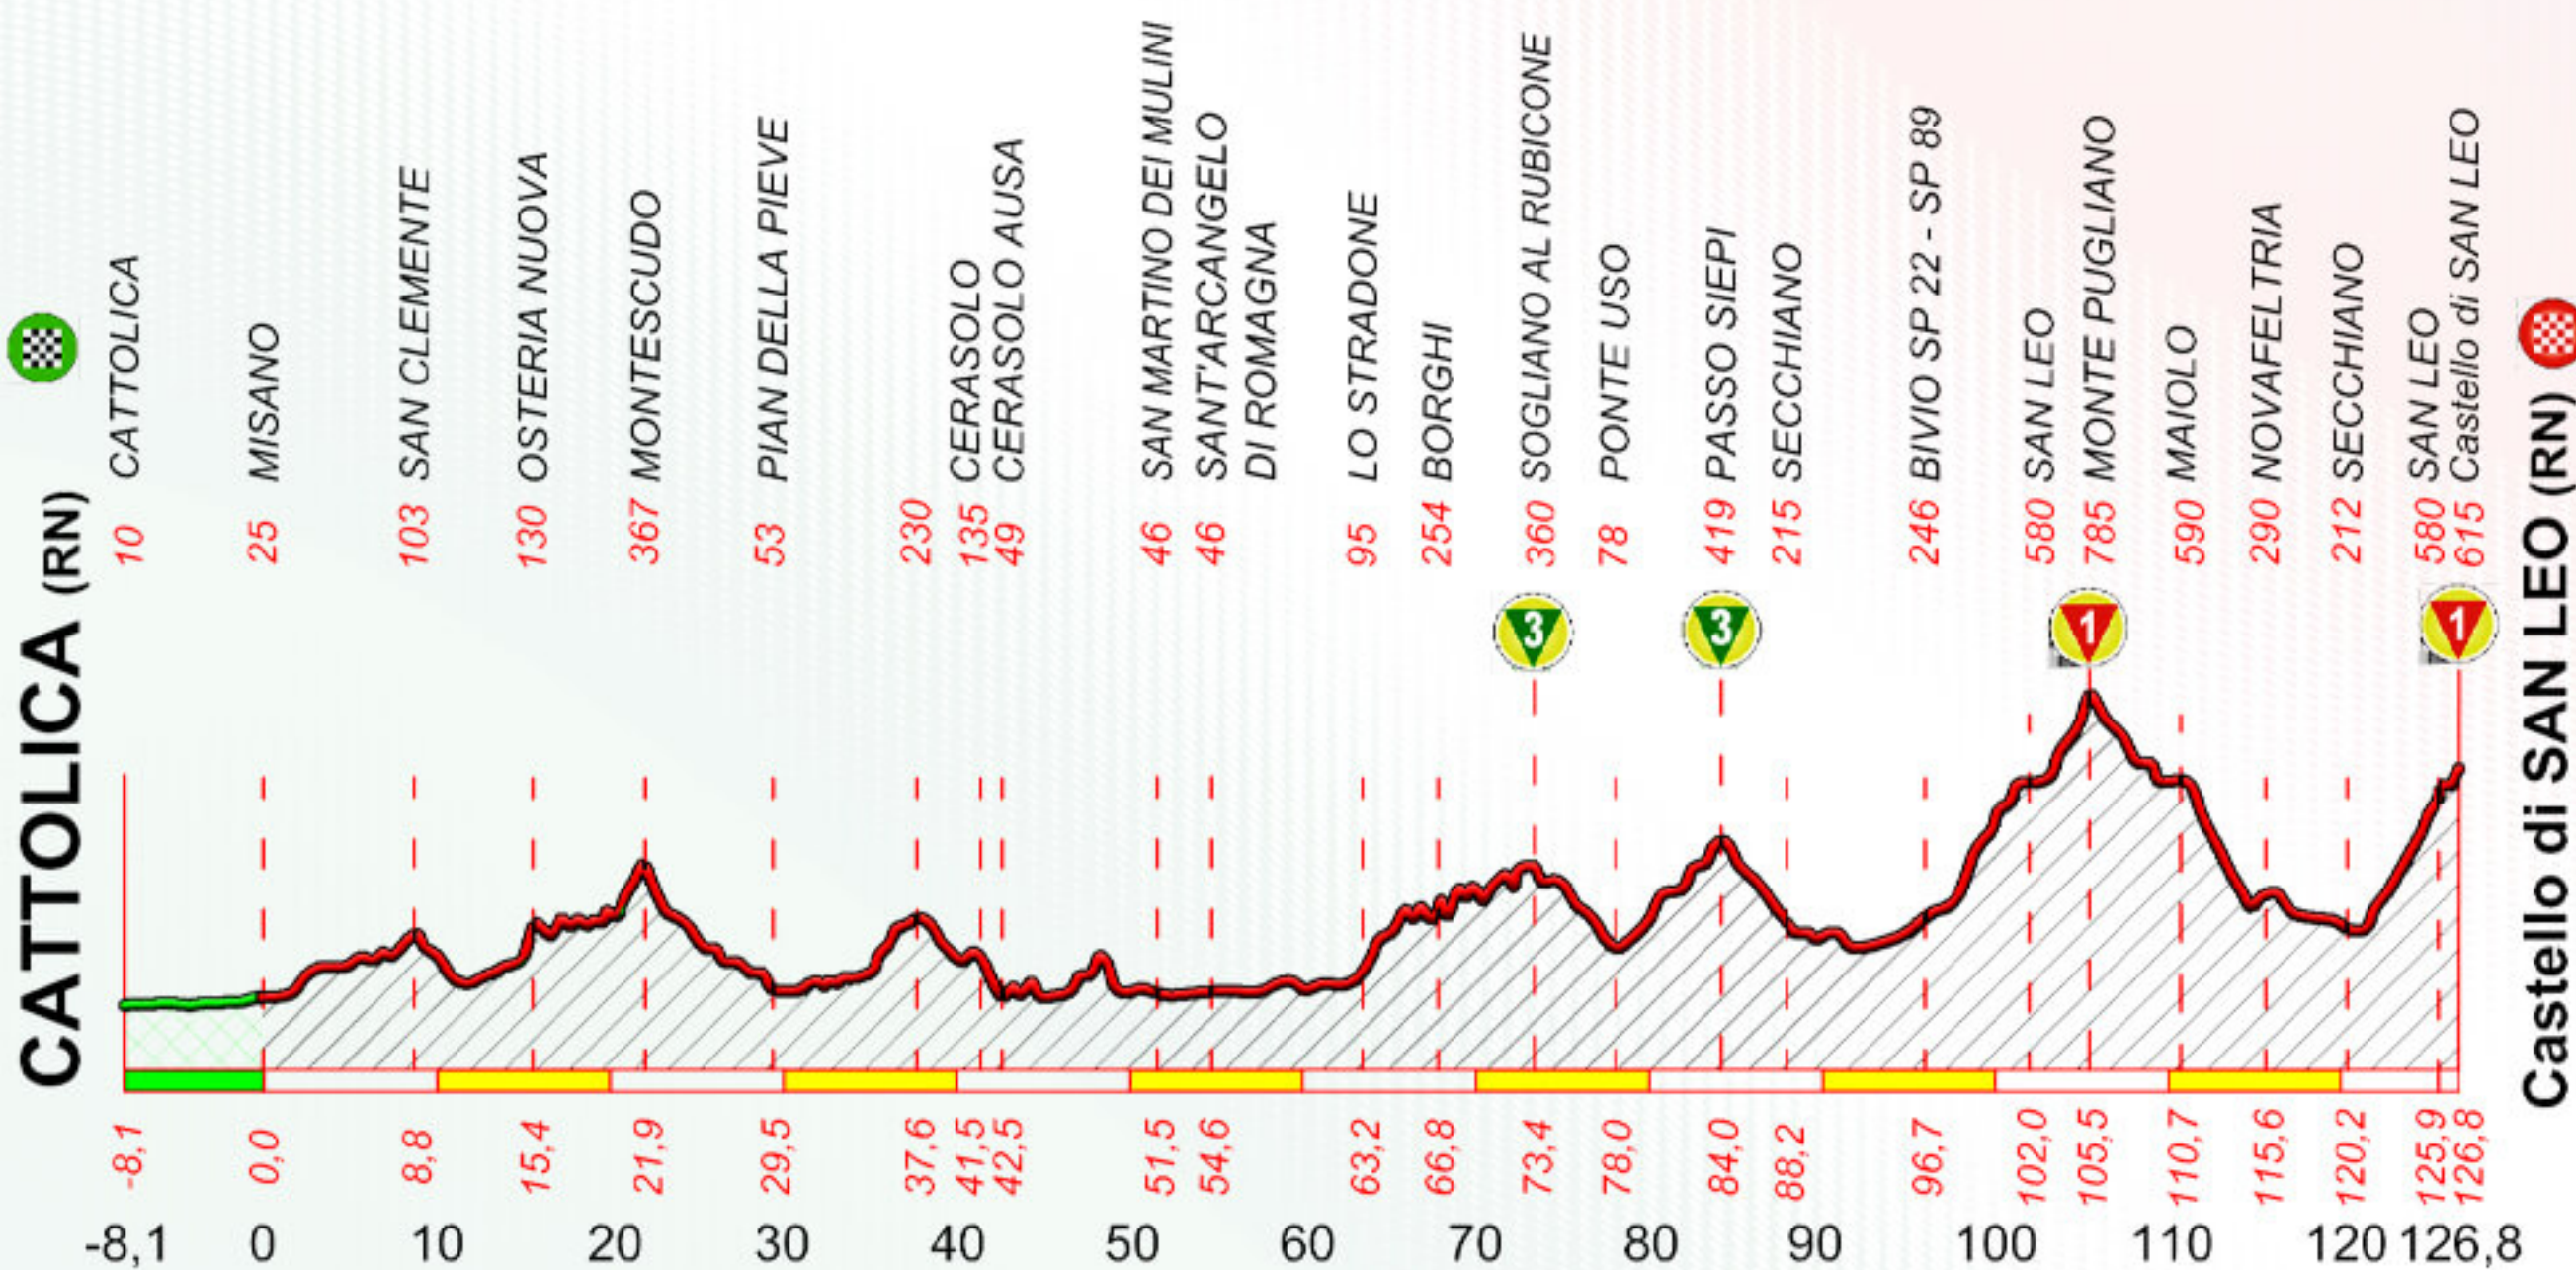 CATTOLICA (RN)
10 CATTOLICA
25 MISANO
103 SAN CLEMENTE
130 OSTERIA NUOVA
367 MONTESCUDO
53 PIAN DELLA PIEVE
230
135 CERASOLO
49 CERASOLO AUSA
46 SAN MARTINO DEI MULINI
46 SANT'ARCANGELO
DI ROMAGNA
95 LO STRADONE
254 BORGHI
360 SOGLIANO AL RUBICONE
78 PONTE USO
419 PASSO SIEPI
215 SECCHIANO
246 BIVIO SP 22 - SP 89
580 SAN LEO
785 MONTE PUGLIANO
590 MAIOLO
290 NOVAFELTRIA
212 SECCHIANO
580 SAN LEO
615 Castello di SAN LEO
Castello di SAN LEO (RN)
3
3
1
1
-8,1 0,0 8,8 15,4 21,9 29,5 37,6 41,5 42,5 51,5 54,6 63,2 66,8 73,4 78,0 84,0 88,2 96,7 102,0 105,5 110,7 115,6 120,2 125,9 126,8
-8,1 0 10 20 30 40 50 60 70 80 90 100 110 120 126,8